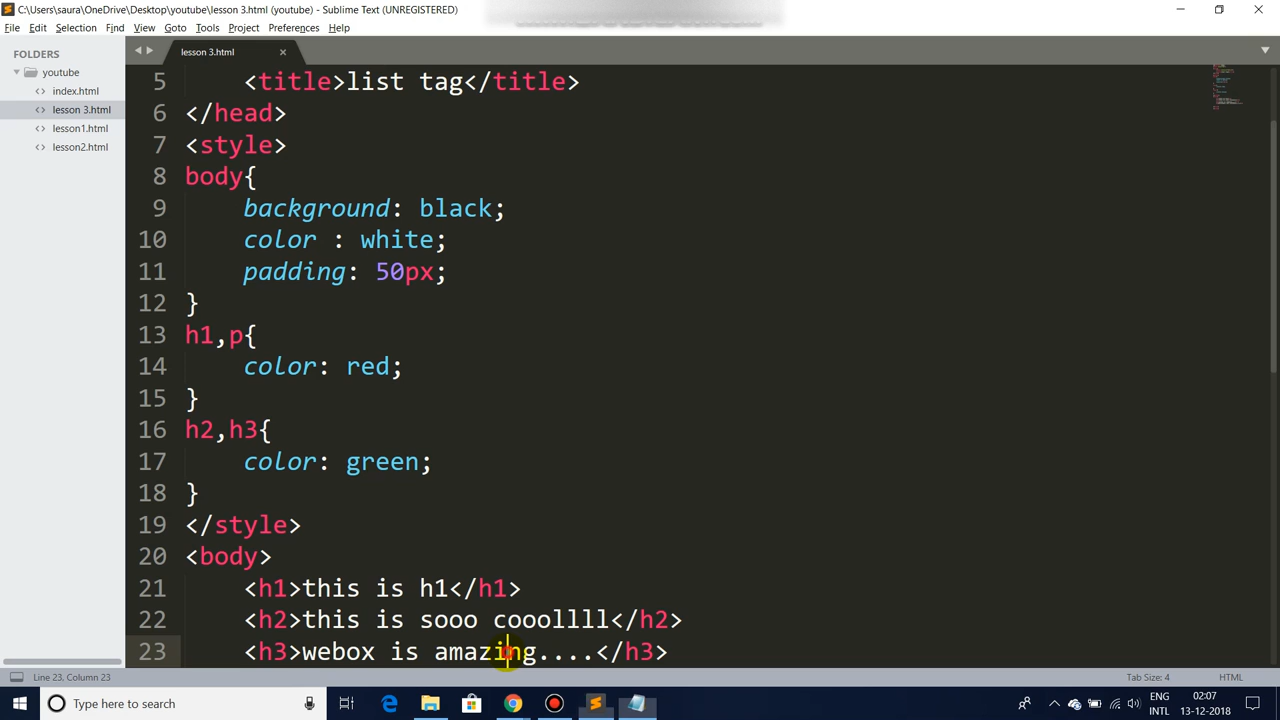 C:\Users\saura\OneDrive\Desktop\youtube\lesson 3.html (youtube) - Sublime Text (UNREGISTERED)
File Edit Selection Find View Goto Tools Project Preferences Help
FOLDERS
youtube
index.html
lesson 3.html
lesson1.html
lesson2.html
lesson 3.html
5 <title>list tag</title>
6 </head>
7 <style>
8 body{
9 background: black;
10 color : white;
11 padding: 50px;
12 }
13 h1,p{
14 color: red;
15 }
16 h2,h3{
17 color: green;
18 }
19 </style>
20 <body>
21 <h1>this is h1</h1>
22 <h2>this is sooo cooollll</h2>
23 <h3>webox is amazing....</h3>
Line 23, Column 23
Tab Size: 4
HTML
Type here to search
ENG
INTL
02:07
13-12-2018